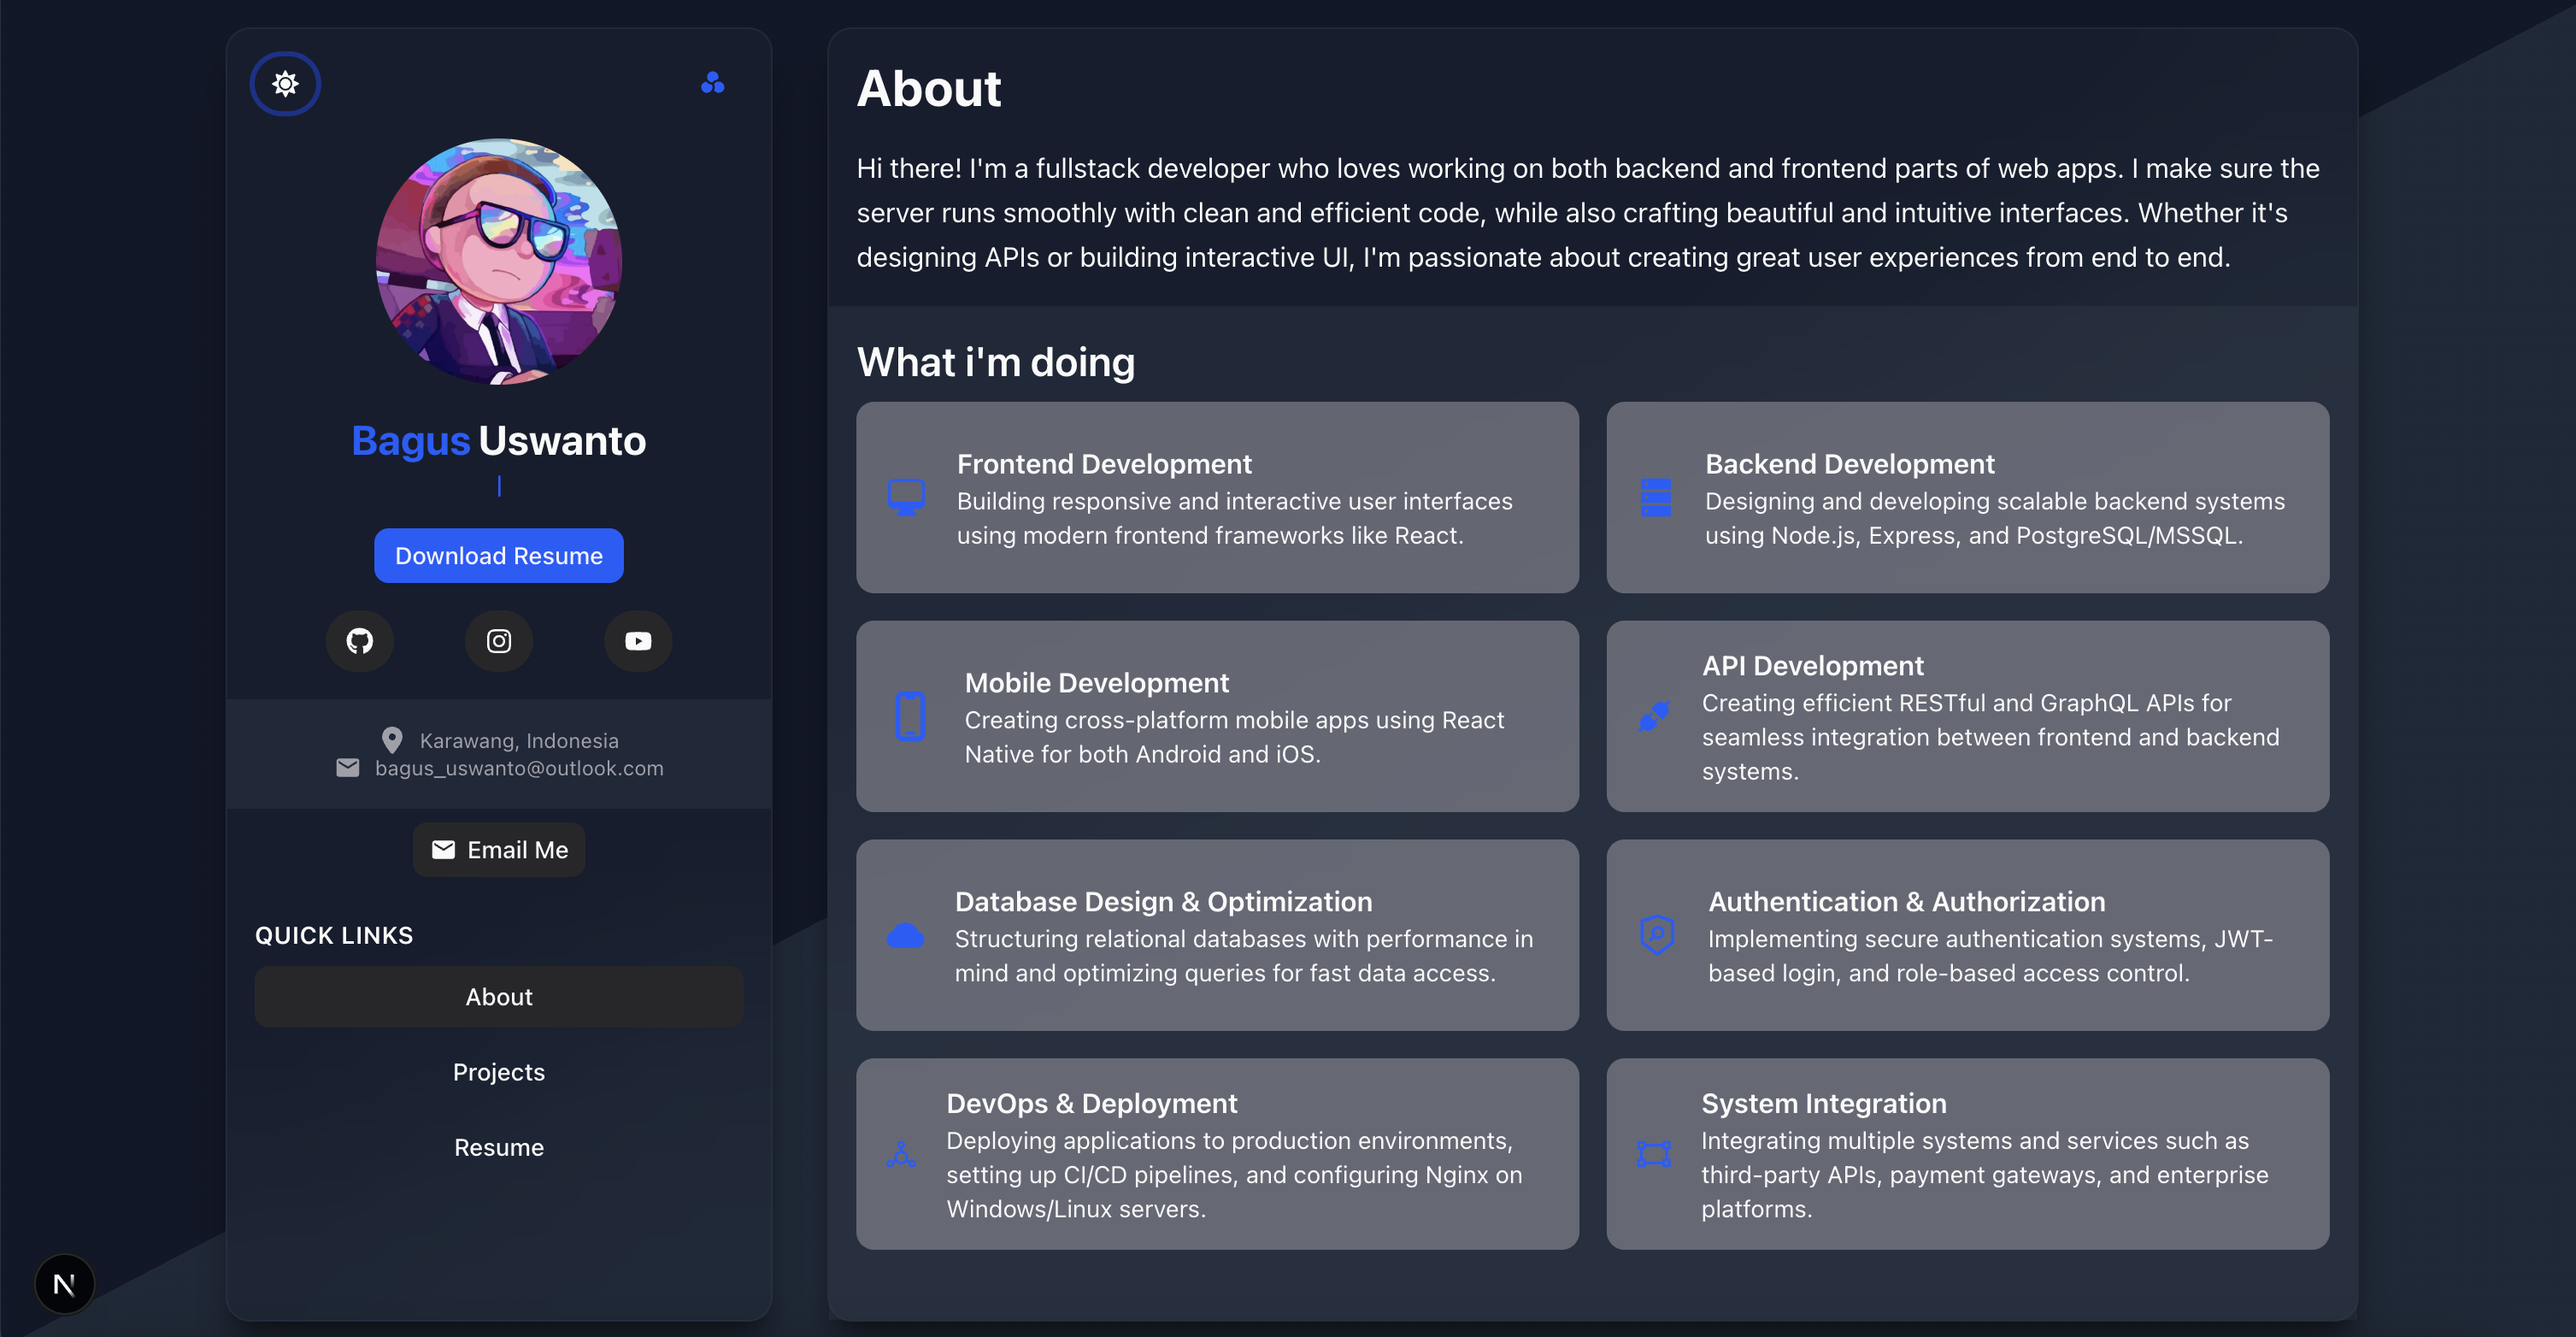 Bagus Uswanto
Download Resume
Karawang, Indonesia
bagus_uswanto@outlook.com
Email Me
QUICK LINKS
About
Projects
Resume
N
About
Hi there! I'm a fullstack developer who loves working on both backend and frontend parts of web apps. I make sure the
server runs smoothly with clean and efficient code, while also crafting beautiful and intuitive interfaces. Whether it's
designing APIs or building interactive UI, I'm passionate about creating great user experiences from end to end.
What i'm doing
Frontend Development
Building responsive and interactive user interfaces
using modern frontend frameworks like React.
Backend Development
Designing and developing scalable backend systems
using Node.js, Express, and PostgreSQL/MSSQL.
Mobile Development
Creating cross-platform mobile apps using React
Native for both Android and iOS.
API Development
Creating efficient RESTful and GraphQL APIs for
seamless integration between frontend and backend
systems.
Database Design & Optimization
Structuring relational databases with performance in
mind and optimizing queries for fast data access.
Authentication & Authorization
Implementing secure authentication systems, JWT-
based login, and role-based access control.
DevOps & Deployment
Deploying applications to production environments,
setting up CI/CD pipelines, and configuring Nginx on
Windows/Linux servers.
System Integration
Integrating multiple systems and services such as
third-party APIs, payment gateways, and enterprise
platforms.